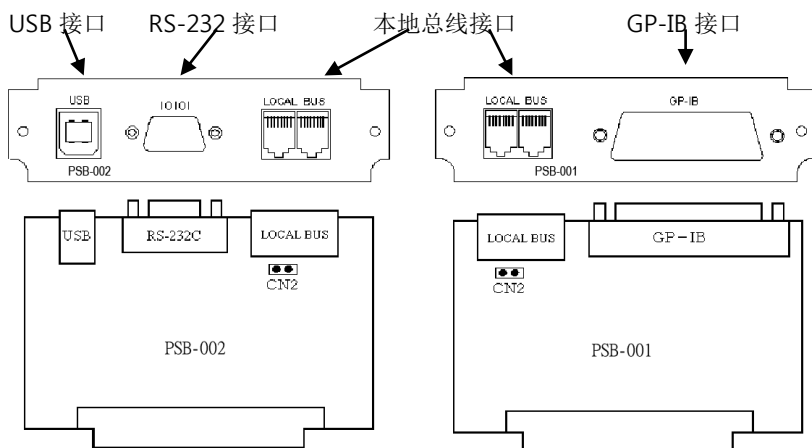 USB 接口 RS-232 接口 本地总线接口 GP-IB 接口
USB IOIOI LOCAL BUS
PSB-002
LOCAL BUS GP-IB
PSB-001
USB RS-232C LOCAL BUS
CN2
PSB-002
LOCAL BUS GP-IB
CN2
PSB-001